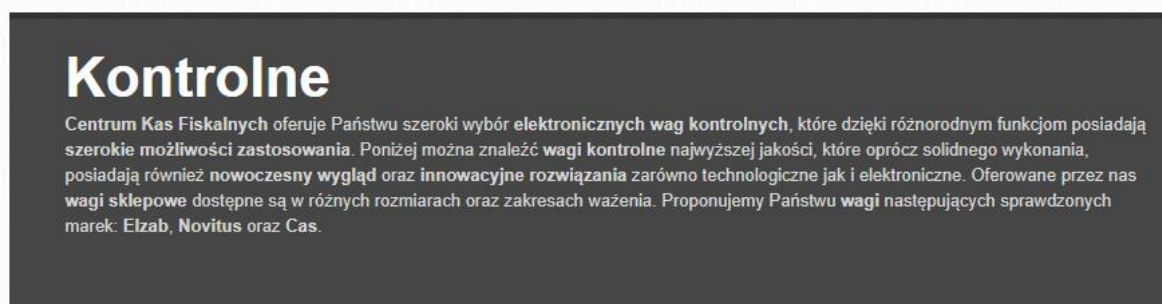 Kontrolne
Centrum Kas Fiskalnych oferuje Państwu szeroki wybór elektronicznych wag kontrolnych, które dzięki różnorodnym funkcjom posiadają
szerokie możliwości zastosowania. Poniżej można znaleźć wagi kontrolne najwyższej jakości, które oprócz solidnego wykonania,
posiadają również nowoczesny wygląd oraz innowacyjne rozwiązania zarówno technologiczne jak i elektroniczne. Oferowane przez nas
wagi sklepowe dostępne są w różnych rozmiarach oraz zakresach ważenia. Proponujemy Państwu wagi następujących sprawdzonych
marek: Elzab, Novitus oraz Cas.